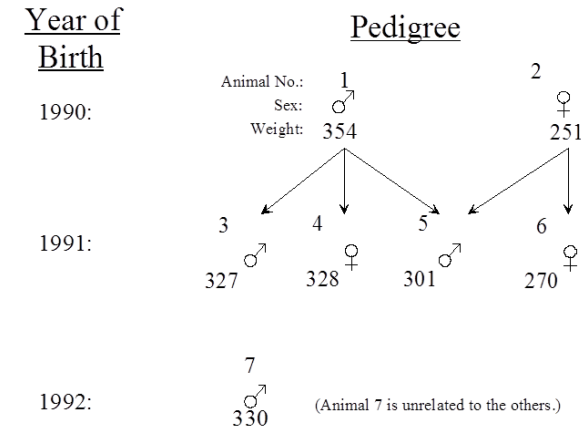 Year of
Birth
Pedigree
Animal No.: 1 2
Sex: ♂ ♀
1990:
Weight: 354 251
3 4 5 6
1991:
♂ ♀ ♂ ♀
327 328 301 270
7
1992: ♂ (Animal 7 is unrelated to the others.)
330